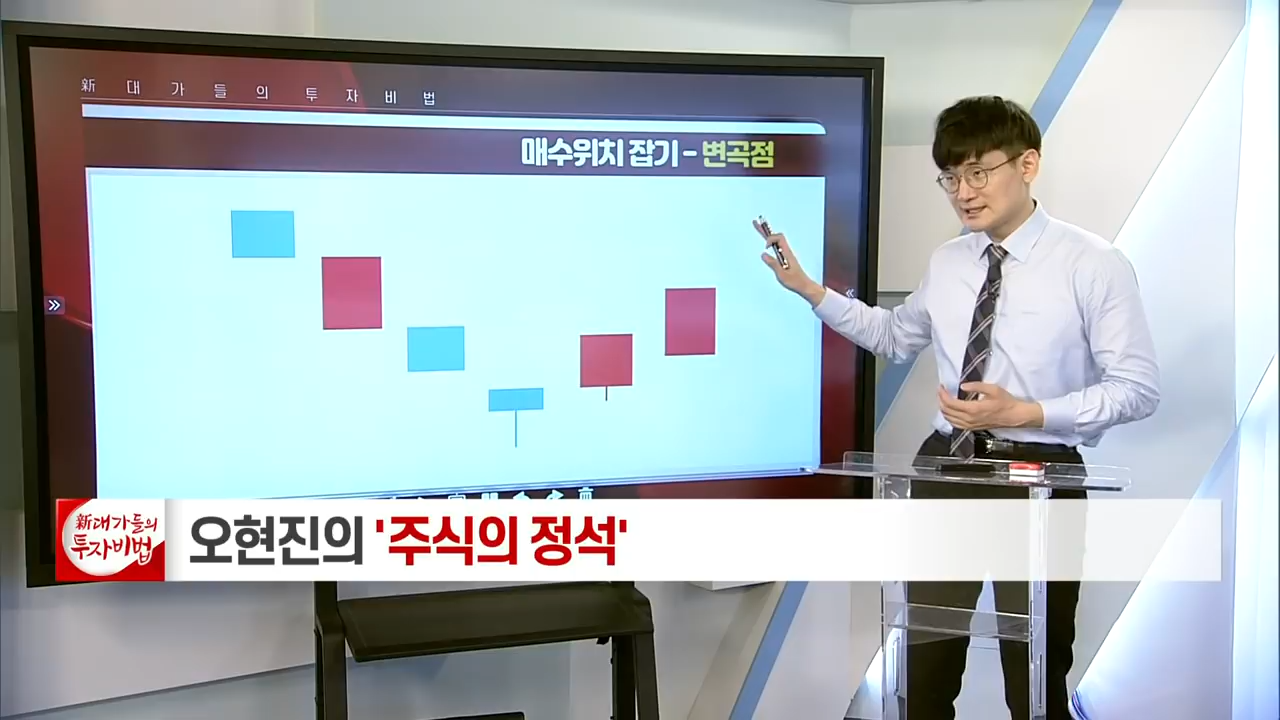 新 대 가 들 의 투 자 비 법
매수위치 잡기 - 변곡점
新대가들의
투자비법
오현진의 '주식의 정석'